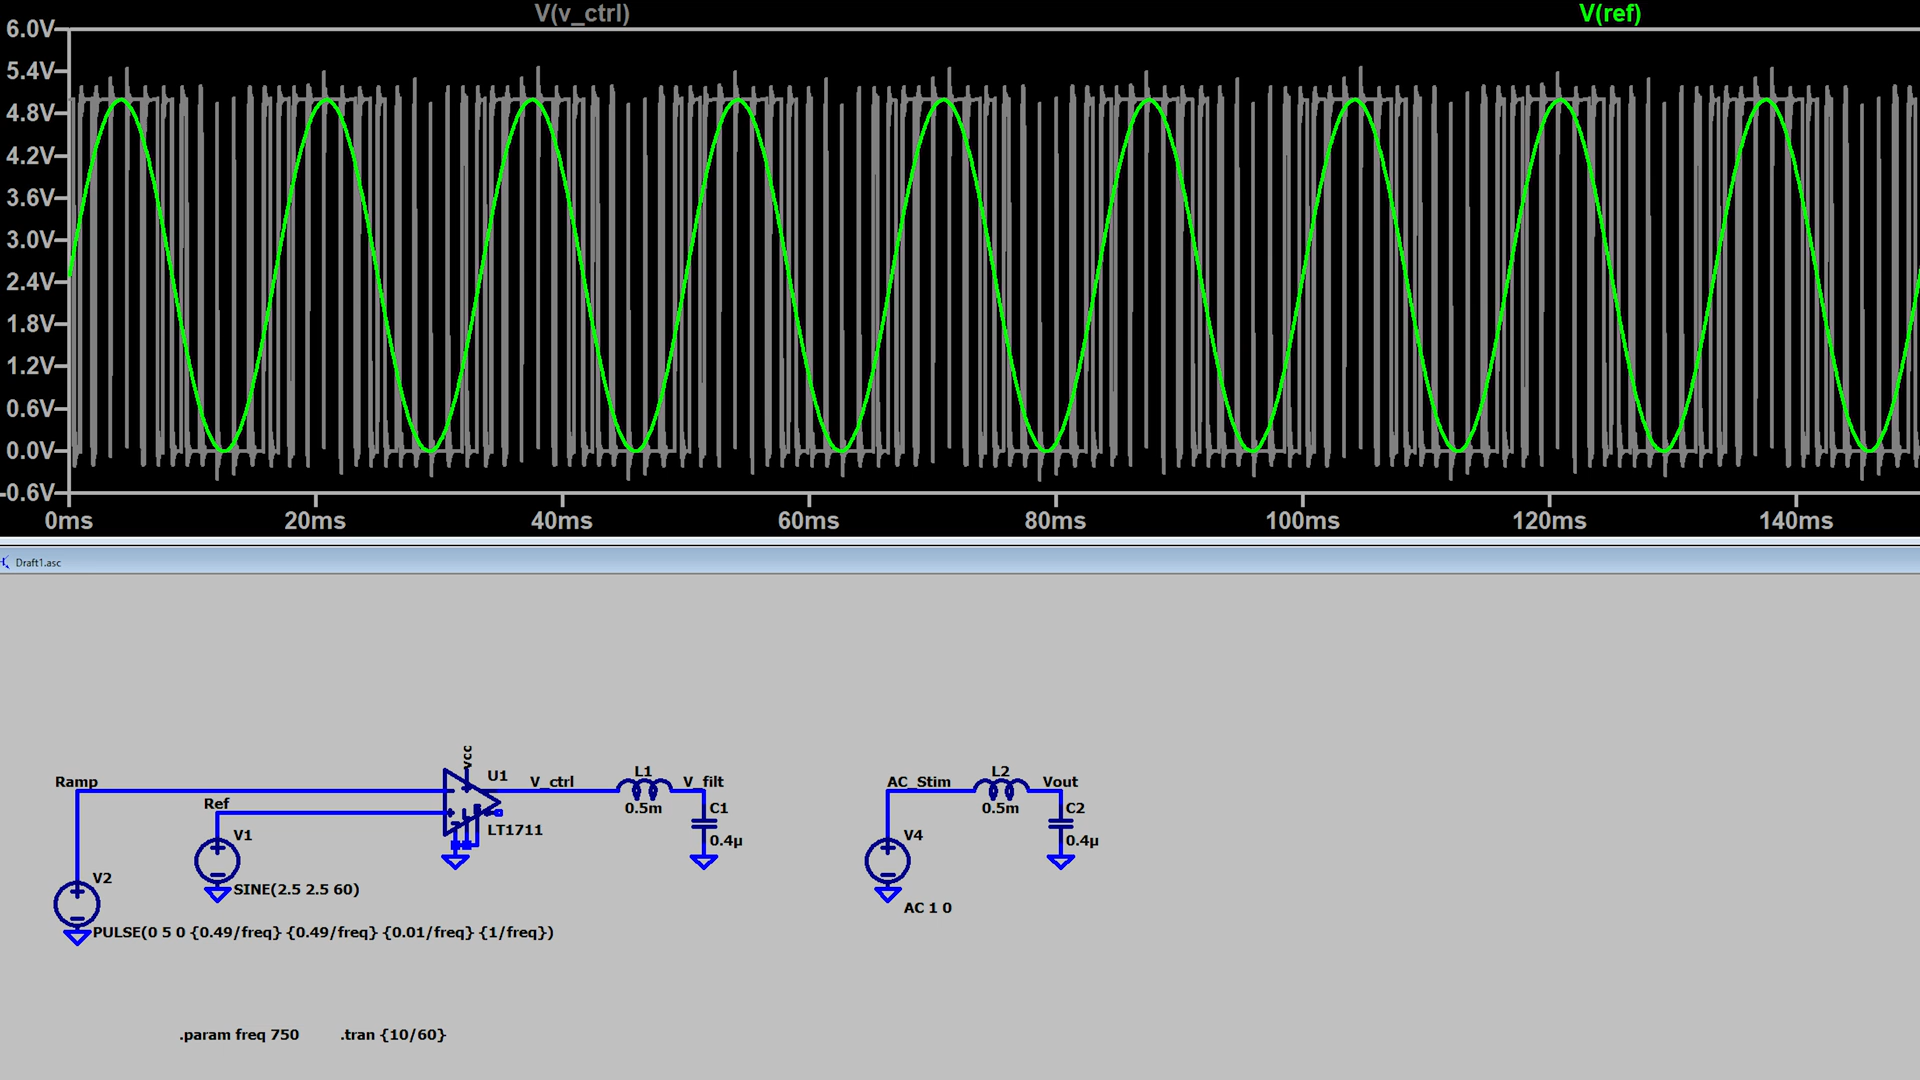 V(v_ctrl) V(ref)
6.0V
5.4V
4.8V
4.2V
3.6V
3.0V
2.4V
1.8V
1.2V
0.6V
0.0V
-0.6V
0ms 20ms 40ms 60ms 80ms 100ms 120ms 140ms
Draft1.asc
Ramp
Ref
V1
SINE(2.5 2.5 60)
V2
PULSE(0 5 0 {0.49/freq} {0.49/freq} {0.01/freq} {1/freq})
vcc
U1
LT1711
V_ctrl
L1
0.5m
V_filt
C1
0.4µ
AC_Stim
V4
AC 1 0
L2
0.5m
Vout
C2
0.4µ
.param freq 750 .tran {10/60}